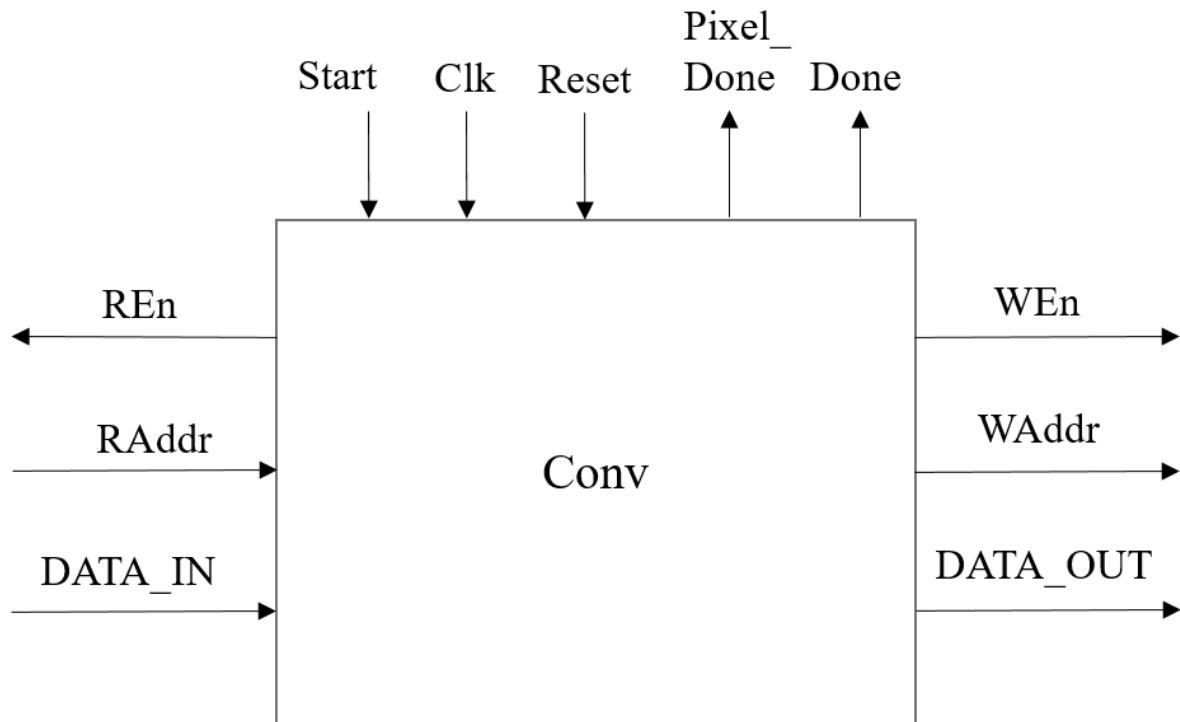 Pixel_
Start Clk Reset Done Done
REn WEn
RAddr WAddr
Conv
DATA_IN DATA_OUT